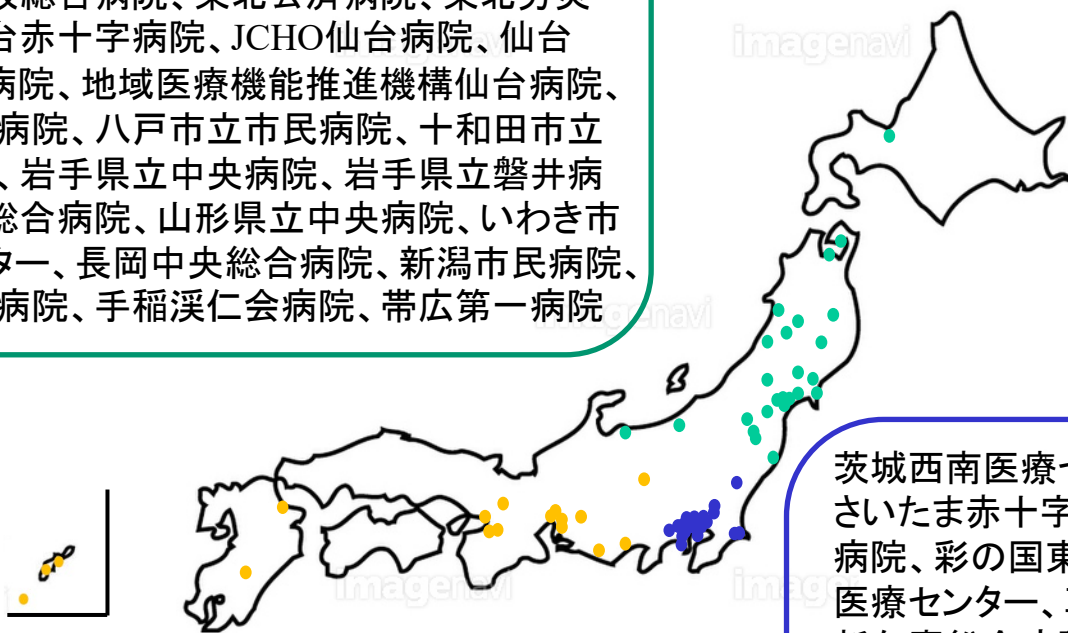 台赤十字病院、JCHO仙台病院、仙台
病院、地域医療機能推進機構仙台病院、
病院、八戸市立市民病院、十和田市立
、岩手県立中央病院、岩手県立磐井病
総合病院、山形県立中央病院、いわき市
ター、長岡中央総合病院、新潟市民病院、
病院、手稲渓仁会病院、帯広第一病院
茨城西南医療
さいたま赤十字
病院、彩の国東
医療センター、
imagenavi
imagenavi
imagenavi